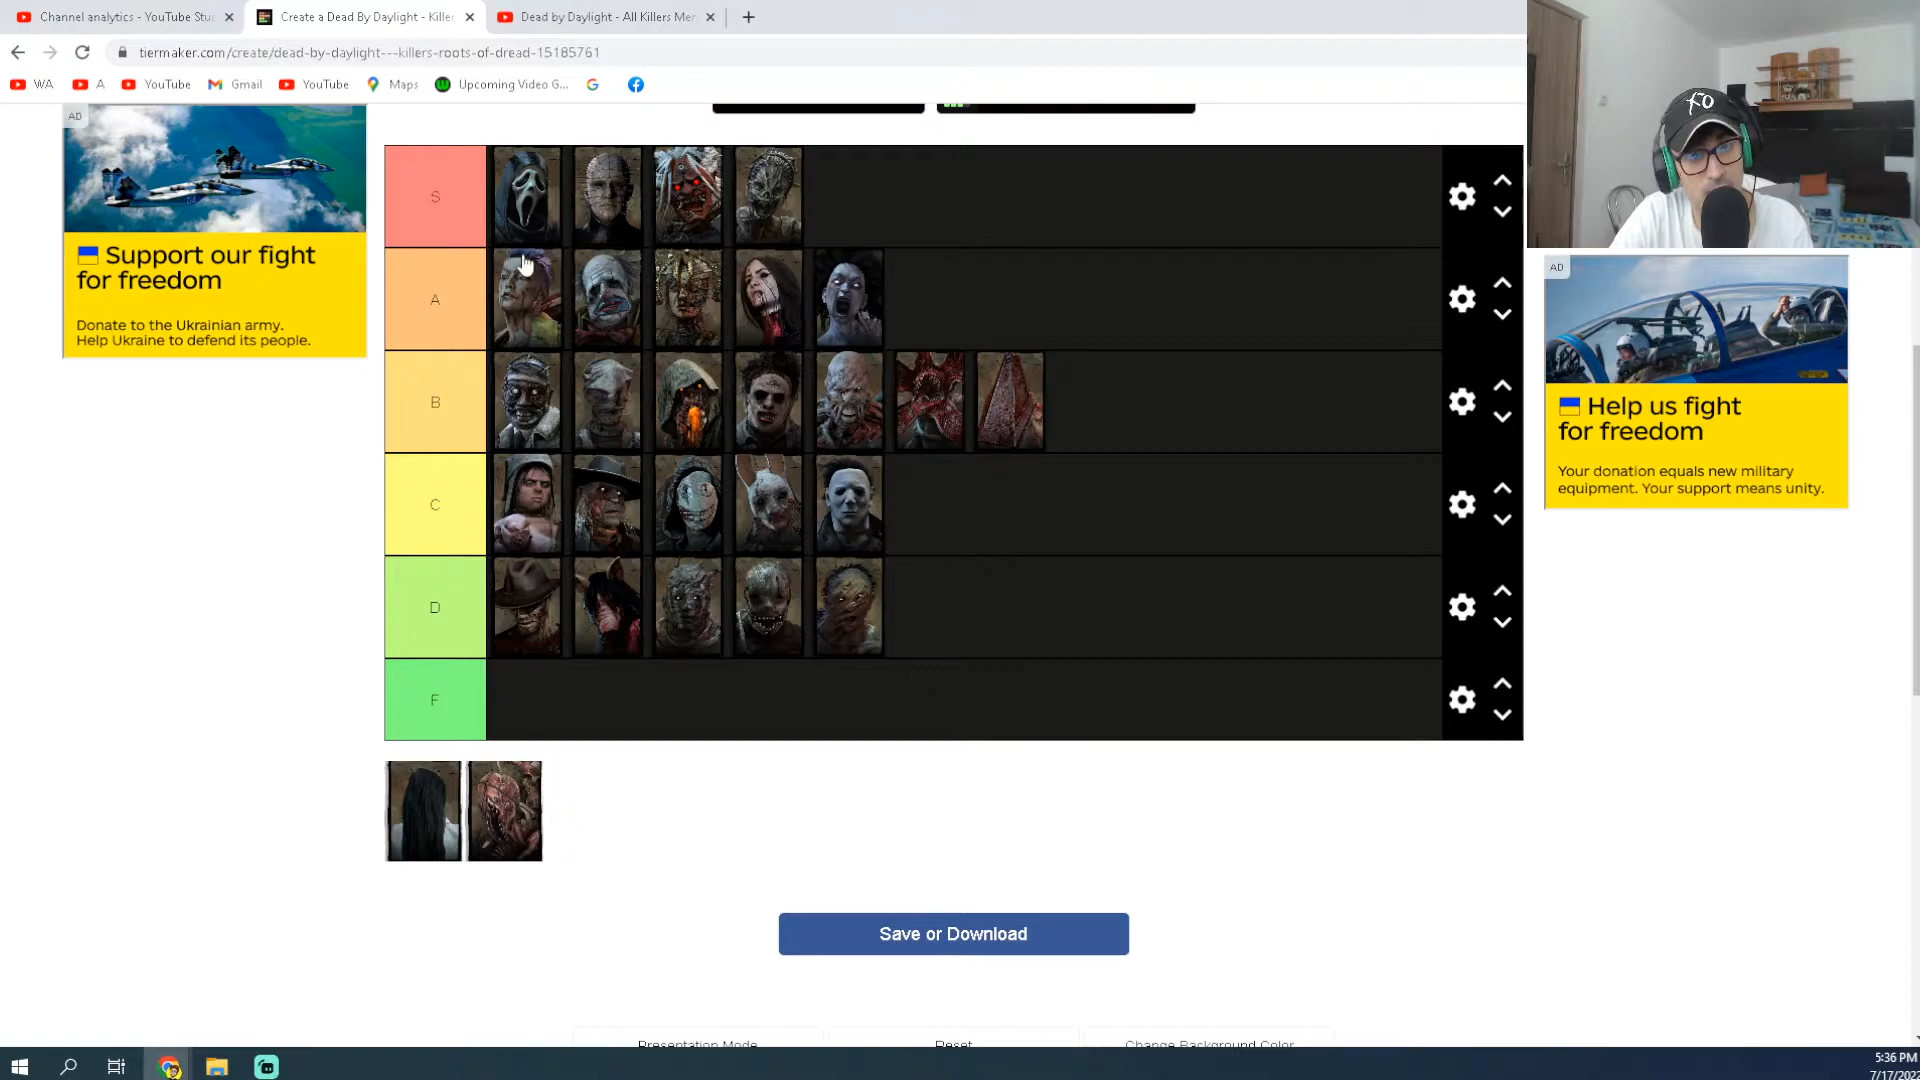 Channel analytics - YouTube Stu
Create a Dead By Daylight - Killer
Dead by Daylight - All Killers Mer
tiermaker.com/create/dead-by-daylight---killers-roots-of-dread-15185761
WA
A
YouTube
Gmail
YouTube
Maps
Upcoming Video G...
AD
Support our fight
for freedom
Donate to the Ukrainian army.
Help Ukraine to defend its people.
S
A
B
C
D
F
AD
Help us fight
for freedom
Your donation equals new military
equipment. Your support means unity.
Save or Download
Presentation Mode
Reset
Change Background Color
5:36 PM
7/17/202